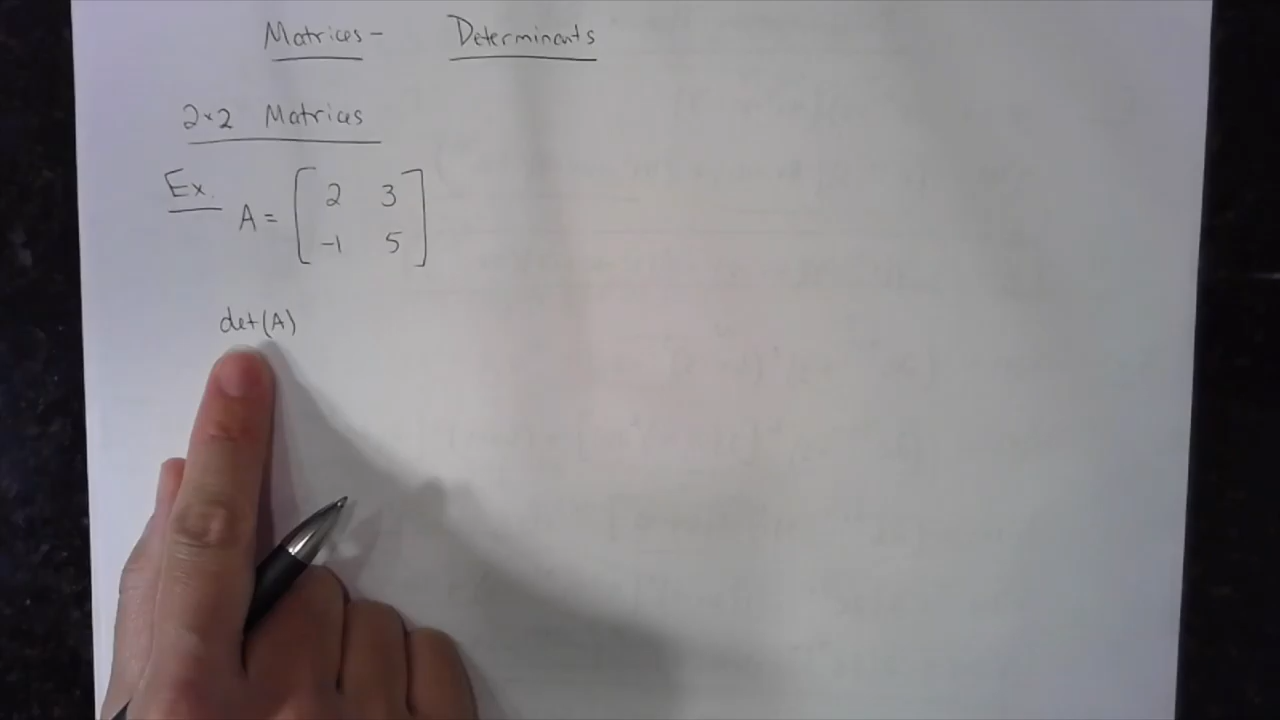 Matrices- Determinants
2×2 Matrices
Ex.
A = [ 2 3
-1 5 ]
det(A)